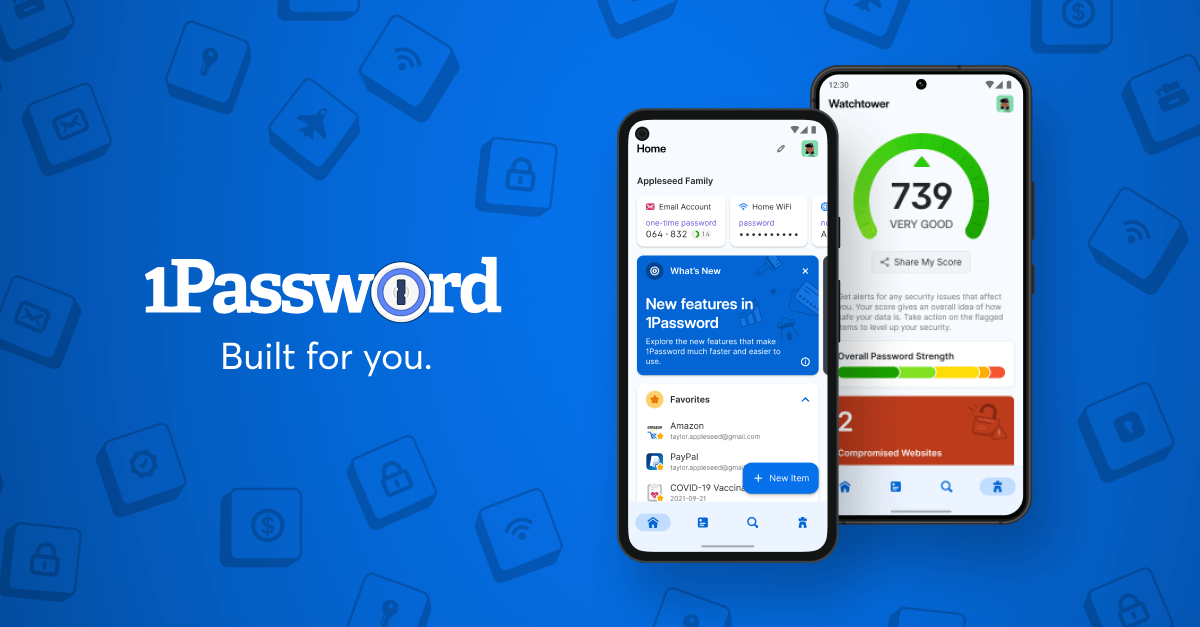 1Password
Built for you.
Home
Appleseed Family
Email Account
one-time password
064 · 832
14
Home WiFi
password
••••••••••
What's New
New features in
1Password
Explore the new features that make
1Password much faster and easier to
use.
Favorites
Amazon
taylor.appleseed@gmail.com
PayPal
taylor.appleseed@gmai
COVID-19 Vaccina
2021-09-21
+ New Item
12:30
Watchtower
739
VERY GOOD
Share My Score
Get alerts for any security issues that affect
you. Your score gives an overall idea of how
safe your data is. Take action on the flagged
items to level up your security.
Overall Password Strength
2
Compromised Websites